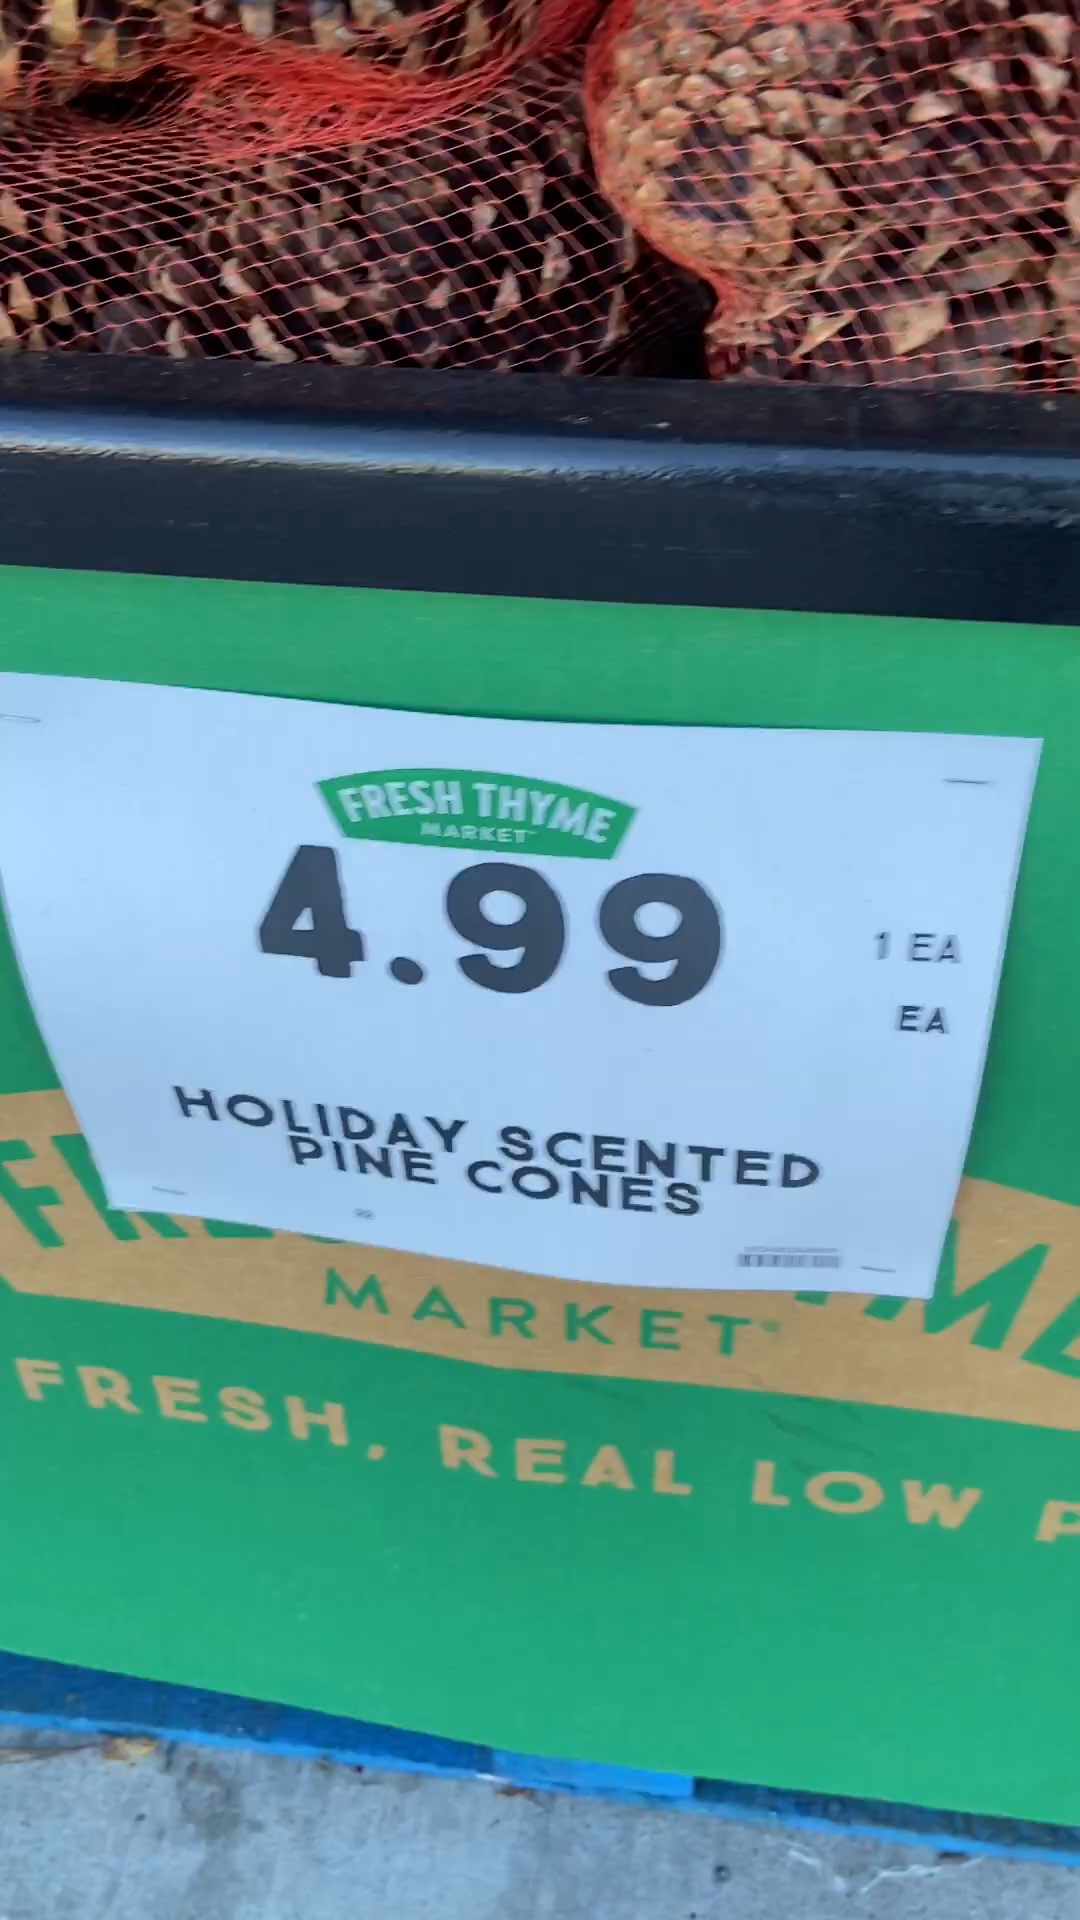 FRESH THYME
MARKET
4.99
1 EA
EA
HOLIDAY SCENTED
PINE CONES
MARKET
FRESH, REAL LOW